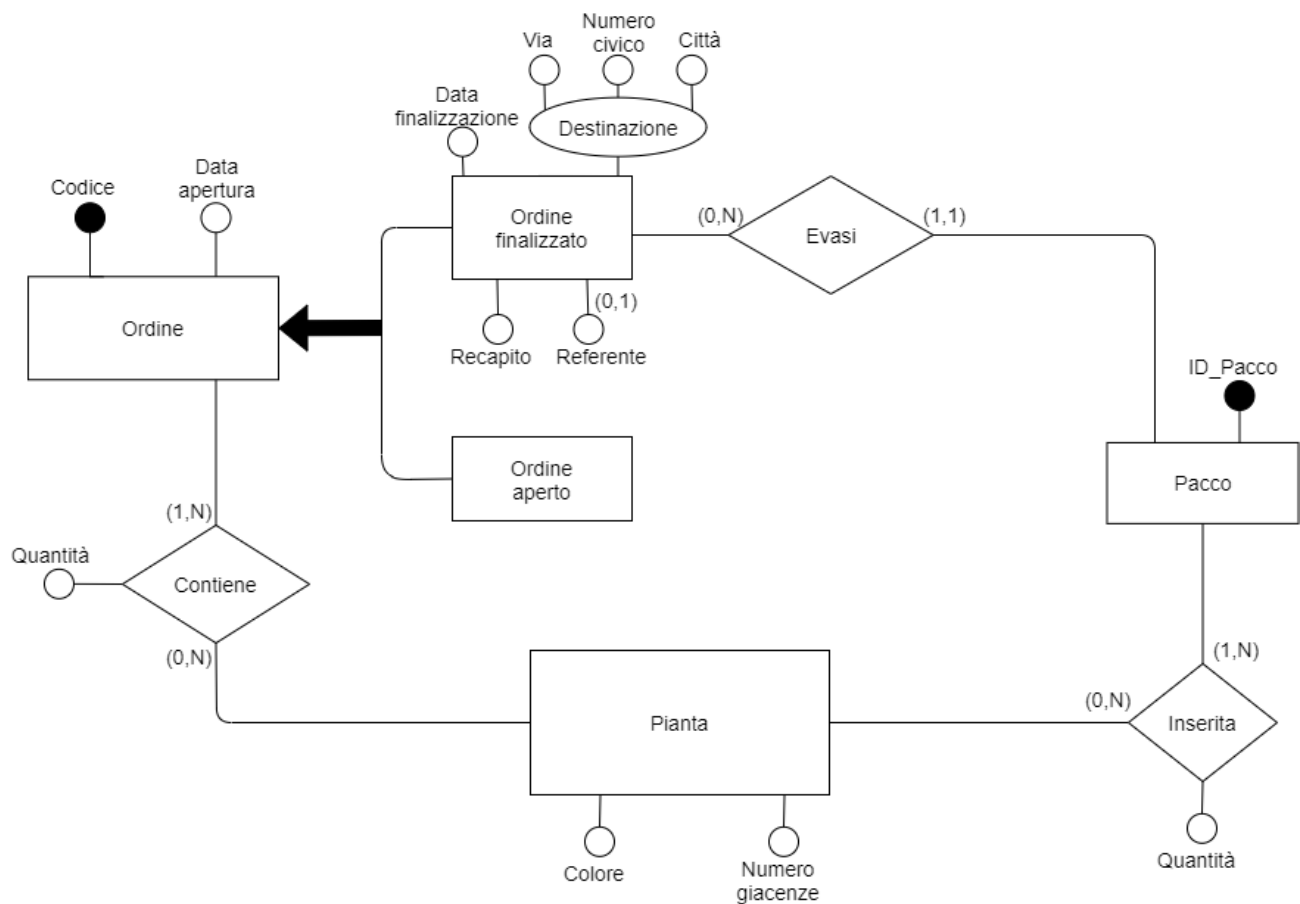 Via
Numero
civico
Città
Data
finalizzazione
Destinazione
Codice
Data
apertura
Ordine
finalizzato
(0,N)
Evasi
(1,1)
Ordine
(0,1)
Recapito
Referente
ID_Pacco
Ordine
aperto
Pacco
(1,N)
Quantità
Contiene
(0,N)
(1,N)
(0,N)
Pianta
Inserita
Colore
Numero
giacenze
Quantità